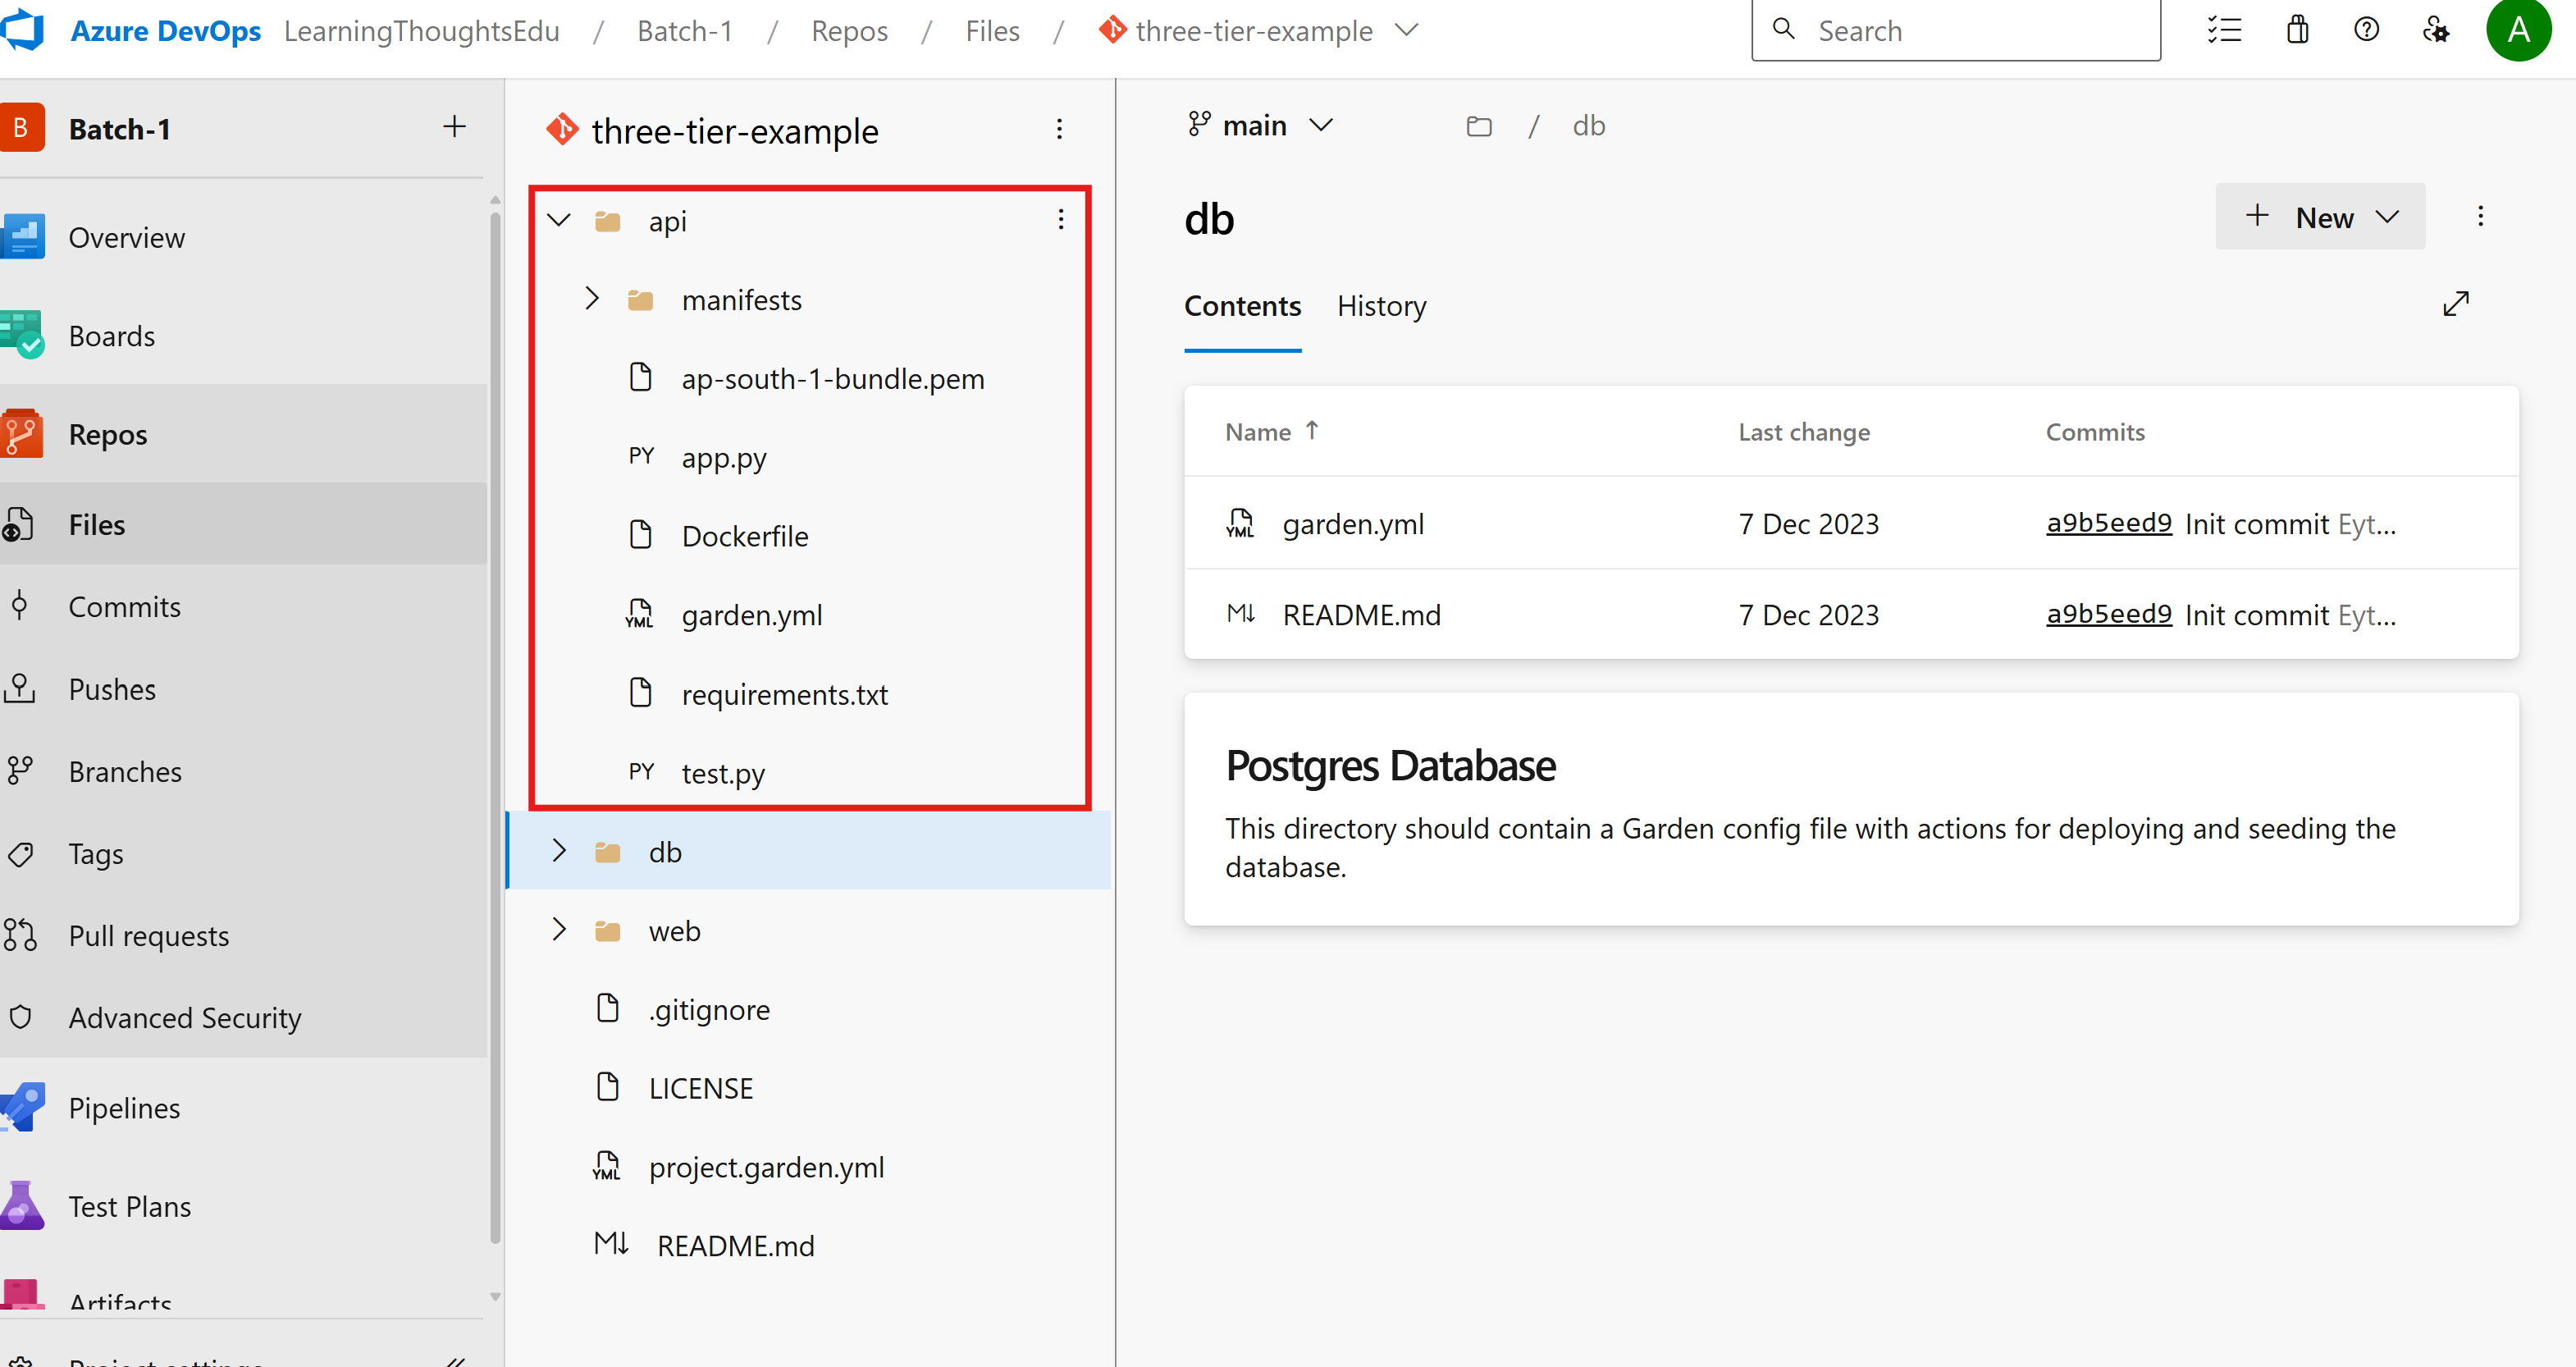 Azure DevOps LearningThoughtsEdu / Batch-1 / Repos / Files / three-tier-example
Search
A
B Batch-1
Overview
Boards
Repos
Files
Commits
Pushes
Branches
Tags
Pull requests
Advanced Security
Pipelines
Test Plans
Artifacts
Project settings
three-tier-example
api
manifests
ap-south-1-bundle.pem
PY app.py
Dockerfile
YML garden.yml
requirements.txt
PY test.py
db
web
.gitignore
LICENSE
YML project.garden.yml
M↓ README.md
main / db
db
New
Contents History
Name ↑ Last change Commits
YML garden.yml 7 Dec 2023 a9b5eed9 Init commit Eyt...
M↓ README.md 7 Dec 2023 a9b5eed9 Init commit Eyt...
Postgres Database
This directory should contain a Garden config file with actions for deploying and seeding the
database.